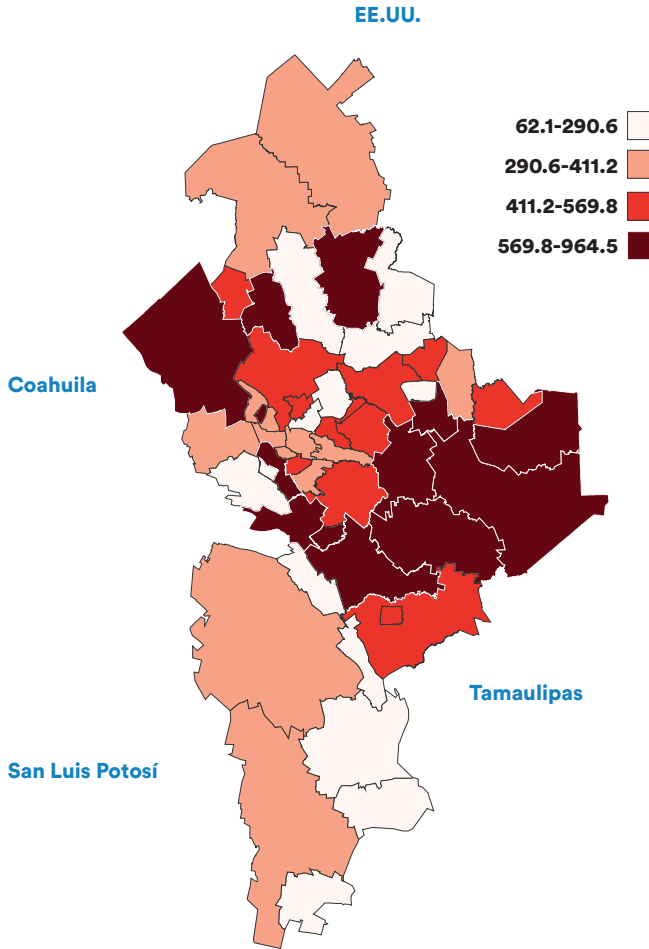 EE.UU.
62.1-290.6
290.6-411.2
411.2-569.8
569.8-964.5
Coahuila
Tamaulipas
San Luis Potosí